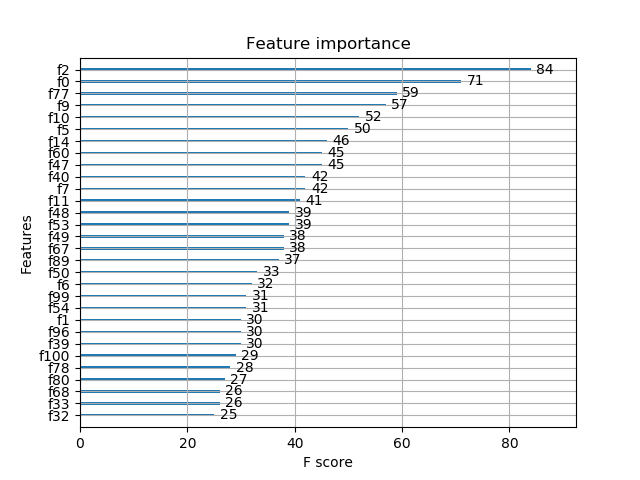 Feature importance
f2 84
f0 71
f77 59
f9 57
f10 52
f5 50
f14 46
f60 45
f47 45
f40 42
f7 42
f11 41
f48 39
f53 39
f49 38
f67 38
f89 37
f50 33
f6 32
f99 31
f54 31
f1 30
f96 30
f39 30
f100 29
f78 28
f80 27
f68 26
f33 26
f32 25
Features
0 20 40 60 80
F score